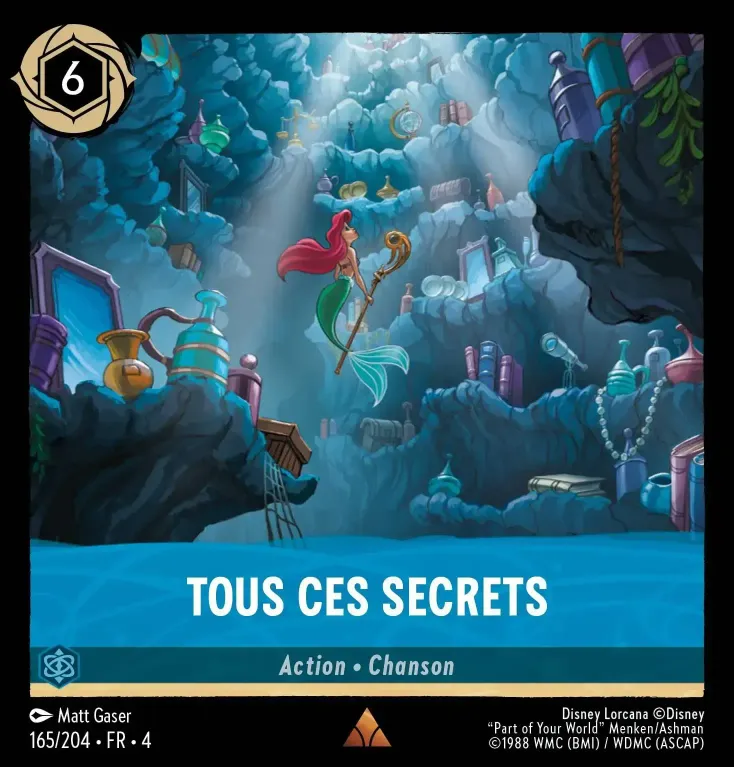 6
TOUS CES SECRETS
Action • Chanson
Matt Gaser
165/204 • FR • 4
Disney Lorcana ©Disney
“Part of Your World” Menken/Ashman
©1988 WMC (BMI) / WDMC (ASCAP)